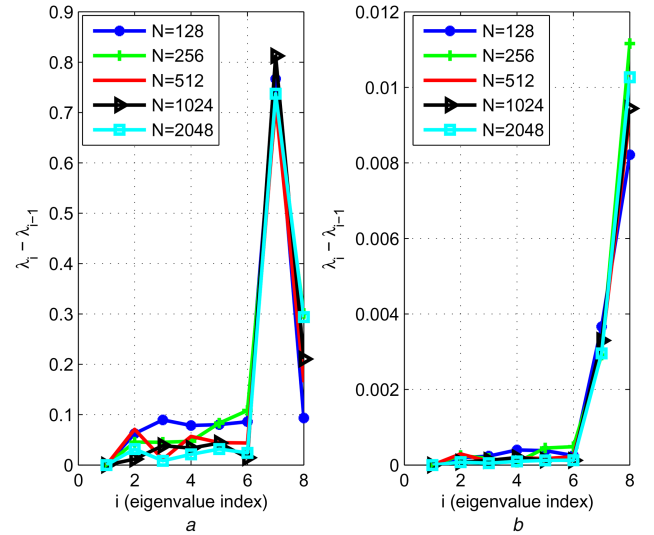 0.9
0.8
0.7
0.6
0.5
0.4
0.3
0.2
0.1
0
0 2 4 6 8
λi − λi−1
i (eigenvalue index)
N=128
N=256
N=512
N=1024
N=2048
a
0.012
0.01
0.008
0.006
0.004
0.002
0
0 2 4 6 8
λi − λi−1
i (eigenvalue index)
N=128
N=256
N=512
N=1024
N=2048
b